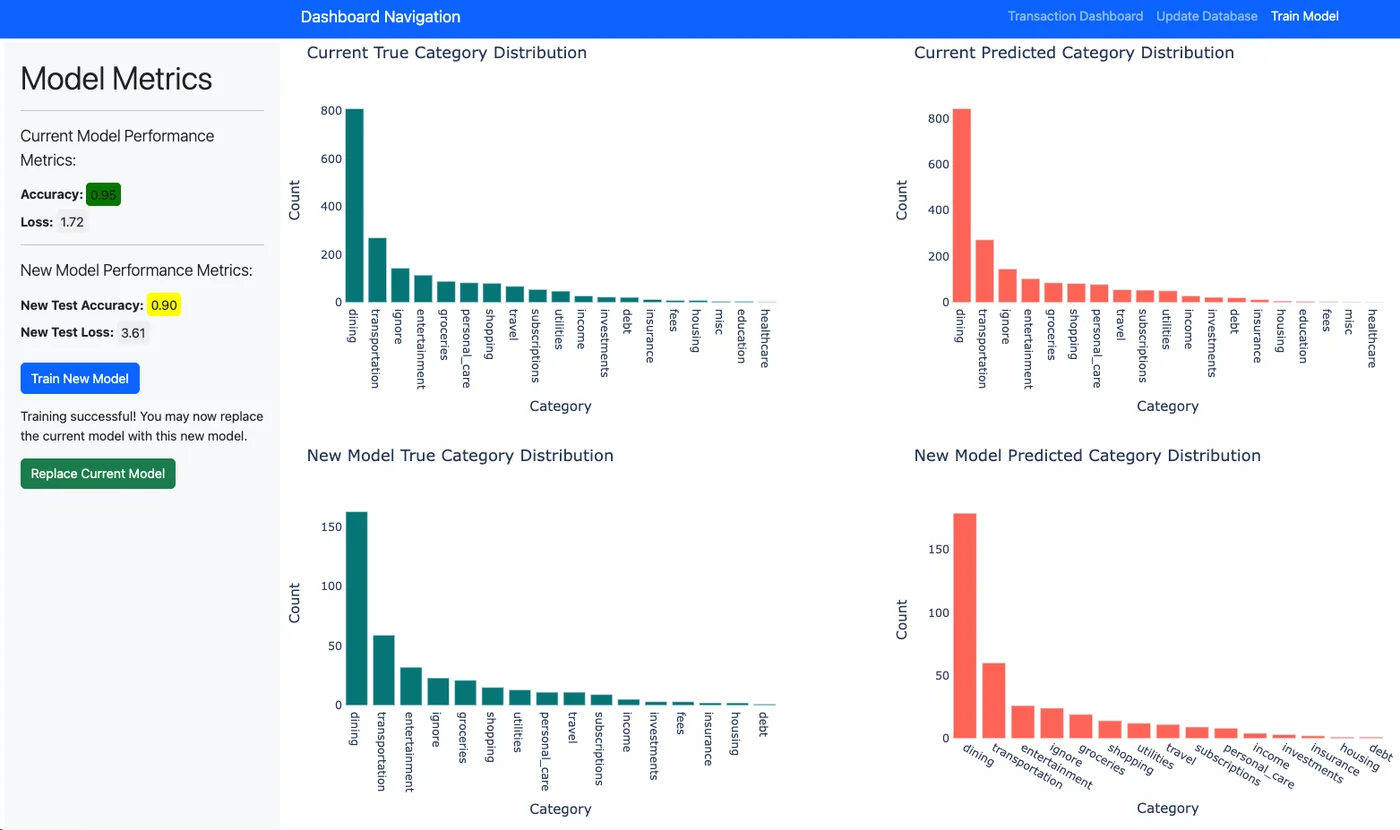 Dashboard Navigation
Transaction Dashboard Update Database Train Model
Model Metrics
Current Model Performance
Metrics:
Accuracy: 0.95
Loss: 1.72
New Model Performance Metrics:
New Test Accuracy: 0.90
New Test Loss: 3.61
Train New Model
Training successful! You may now replace
the current model with this new model.
Replace Current Model
Current True Category Distribution
800
600
400
200
0
Count
dining
transportation
ignore
entertainment
groceries
personal_care
shopping
travel
subscriptions
utilities
income
investments
debt
insurance
fees
housing
misc
education
healthcare
Category
Current Predicted Category Distribution
800
600
400
200
0
Count
dining
transportation
ignore
entertainment
groceries
shopping
personal_care
travel
subscriptions
utilities
income
investments
debt
insurance
housing
education
fees
misc
healthcare
Category
New Model True Category Distribution
150
100
50
0
Count
dining
transportation
entertainment
ignore
groceries
shopping
utilities
personal_care
travel
subscriptions
income
investments
fees
insurance
housing
debt
Category
New Model Predicted Category Distribution
150
100
50
0
Count
dining
transportation
entertainment
ignore
groceries
shopping
utilities
travel
subscriptions
personal_care
income
investments
insurance
housing
debt
Category